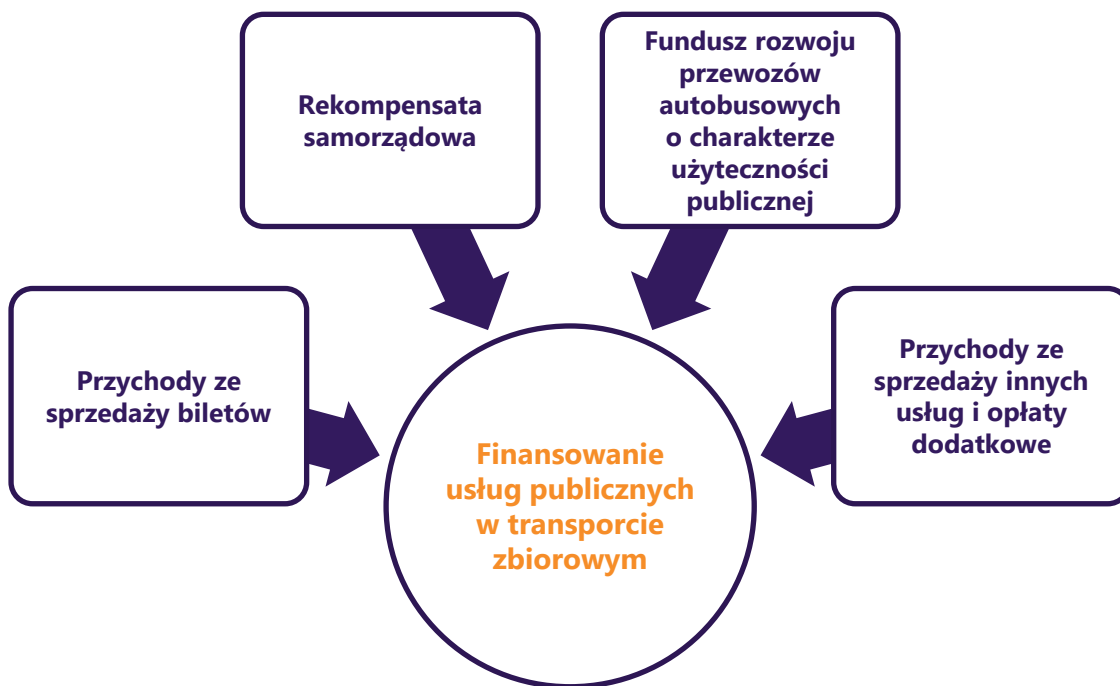 Fundusz rozwoju
przewozów
autobusowych
o charakterze
użyteczności
publicznej
Rekompensata
samorządowa
Przychody ze
sprzedaży biletów
Przychody ze
sprzedaży innych
usług i opłaty
dodatkowe
Finansowanie
usług publicznych
w transporcie
zbiorowym